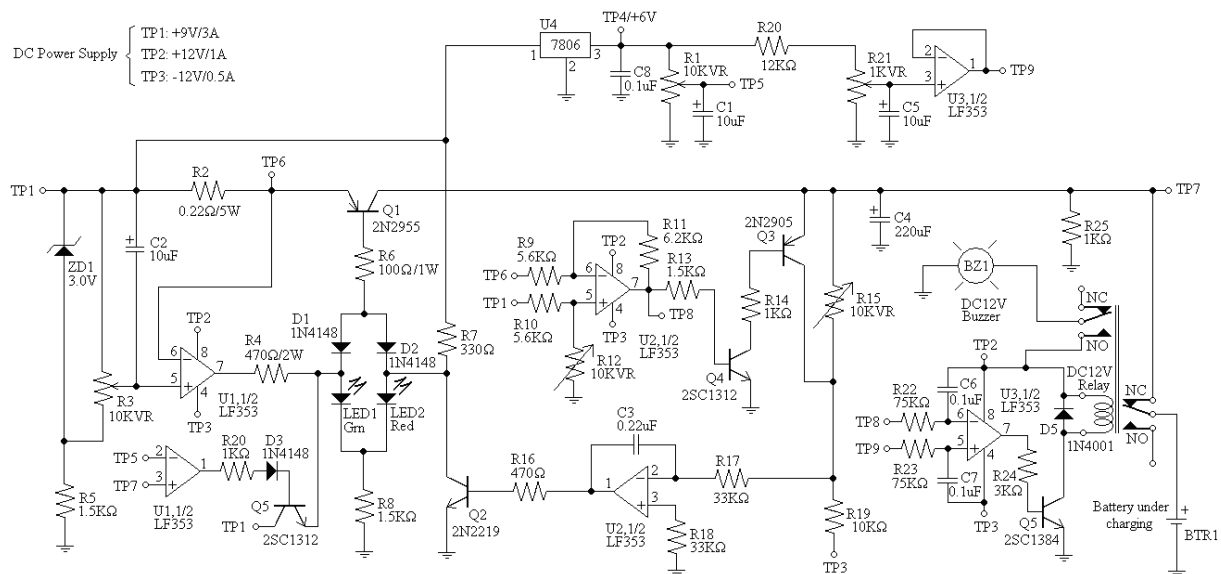 DC Power Supply
TP1: +9V/3A
TP2: +12V/1A
TP3: -12V/0.5A
U4
7806
1
3
2
TP4/+6V
C8
0.1uF
R1
10KVR
TP5
+
C1
10uF
R20
12KΩ
R21
1KVR
+
C5
10uF
2
3
1
TP9
U3,1/2
LF353
TP1
R2
0.22Ω/5W
TP6
Q1
2N2955
TP7
ZD1
3.0V
+
C2
10uF
R6
100Ω/1W
R9
5.6KΩ
TP6
TP1
R10
5.6KΩ
R11
6.2KΩ
TP2
6
8
5
4
7
R13
1.5KΩ
TP3
U2,1/2
LF353
TP8
R12
10KVR
2N2905
Q3
R14
1KΩ
R15
10KVR
Q4
2SC1312
+
C4
220uF
R25
1KΩ
BZ1
DC12V
Buzzer
NC
NO
TP2
DC12V
Relay
R3
10KVR
TP2
6
8
5
4
7
TP3
U1,1/2
LF353
R4
470Ω/2W
D1
1N4148
D2
1N4148
LED1
Grn
LED2
Red
R7
330Ω
R22
75KΩ
TP8
TP9
R23
75KΩ
C6
0.1uF
U3,1/2
LF353
6
8
5
4
7
C7
0.1uF
TP3
R24
3KΩ
D5
1N4001
NC
NO
Q5
2SC1384
R5
1.5KΩ
TP5
TP7
2
3
1
U1,1/2
LF353
R20
1KΩ
D3
1N4148
Q5
TP1
2SC1312
R8
1.5KΩ
Q2
2N2219
R16
470Ω
C3
0.22uF
1
2
3
U2,1/2
LF353
R17
33KΩ
R18
33KΩ
R19
10KΩ
TP3
Battery under
charging
+
BTR1